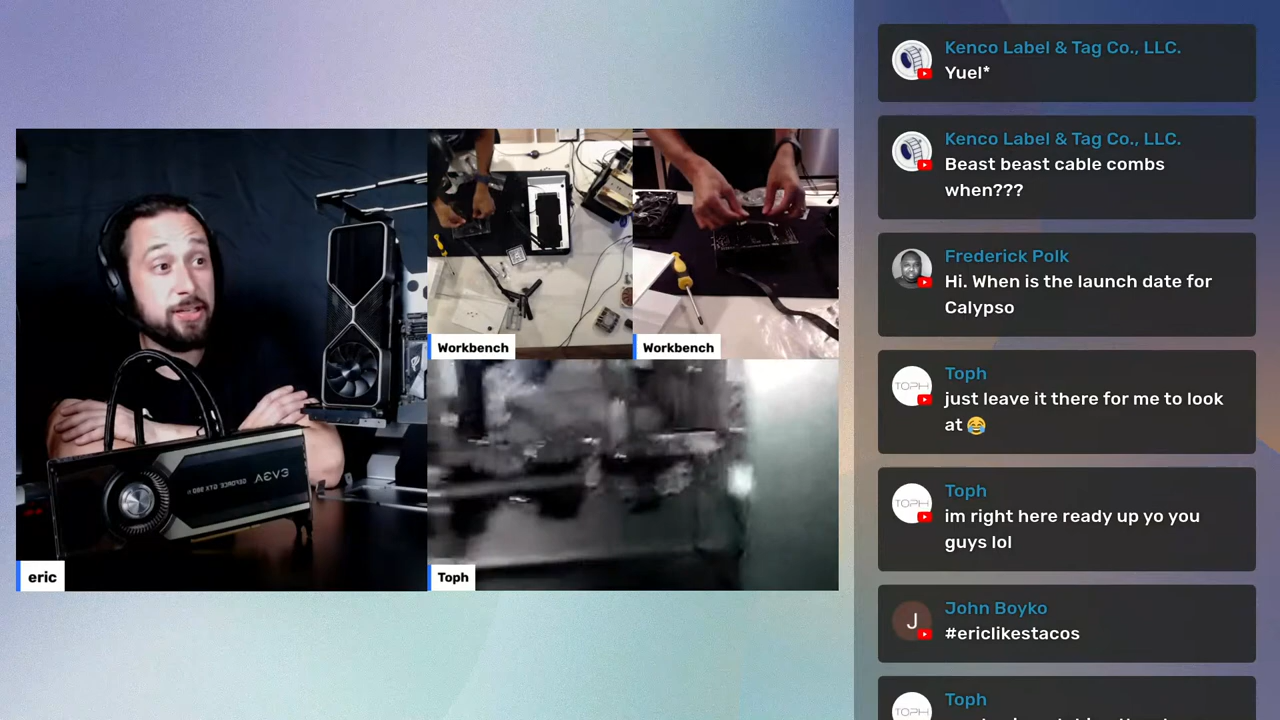 Kenco Label & Tag Co., LLC.
Yuel*
Kenco Label & Tag Co., LLC.
Beast beast cable combs
when???
Frederick Polk
Hi. When is the launch date for
Calypso
Toph
just leave it there for me to look
at 😂
Toph
im right here ready up yo you
guys lol
John Boyko
#ericlikestacos
Toph
Workbench
Workbench
EVGA
GEFORCE GTX 980
eric
Toph
TOPH
TOPH
J